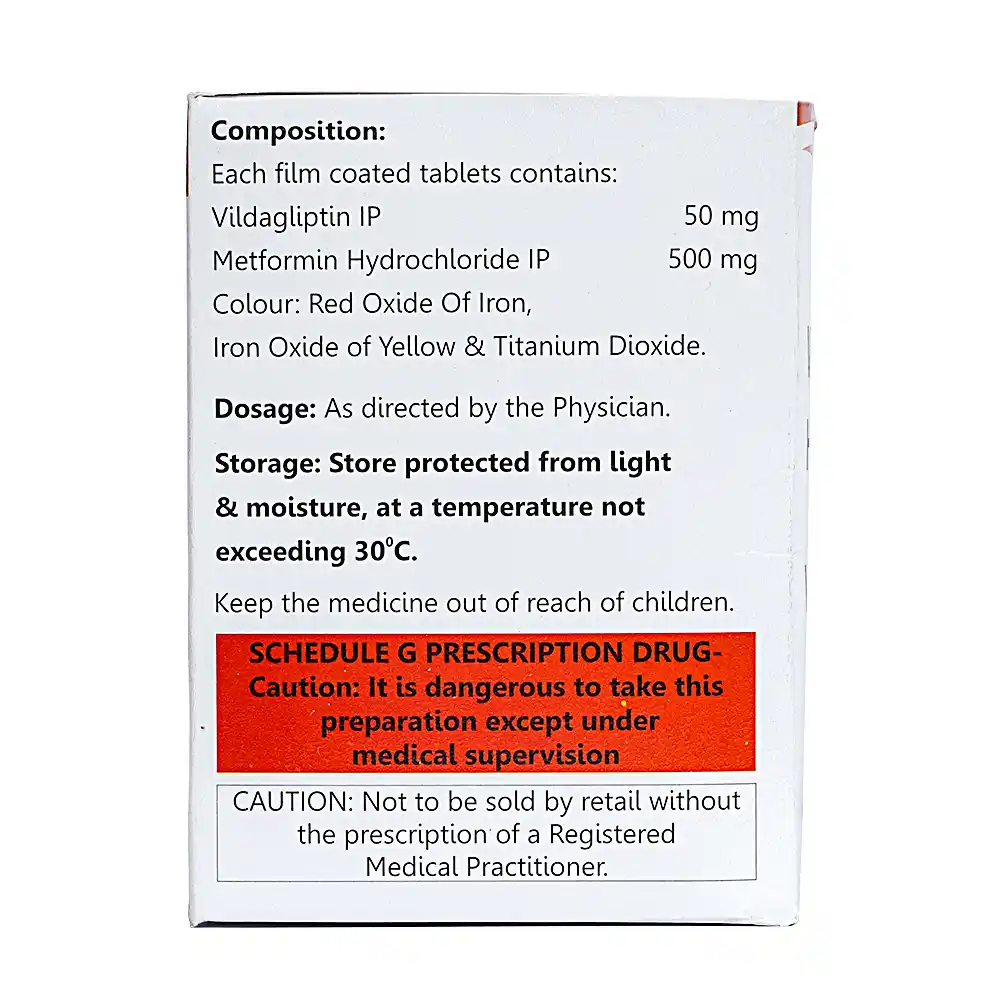 Composition:
Each film coated tablets contains:
Vildagliptin IP 50 mg
Metformin Hydrochloride IP 500 mg
Colour: Red Oxide Of Iron,
Iron Oxide of Yellow & Titanium Dioxide.
Dosage: As directed by the Physician.
Storage: Store protected from light
& moisture, at a temperature not
exceeding 30⁰C.
Keep the medicine out of reach of children.
SCHEDULE G PRESCRIPTION DRUG-
Caution: It is dangerous to take this
preparation except under
medical supervision
CAUTION: Not to be sold by retail without
the prescription of a Registered
Medical Practitioner.